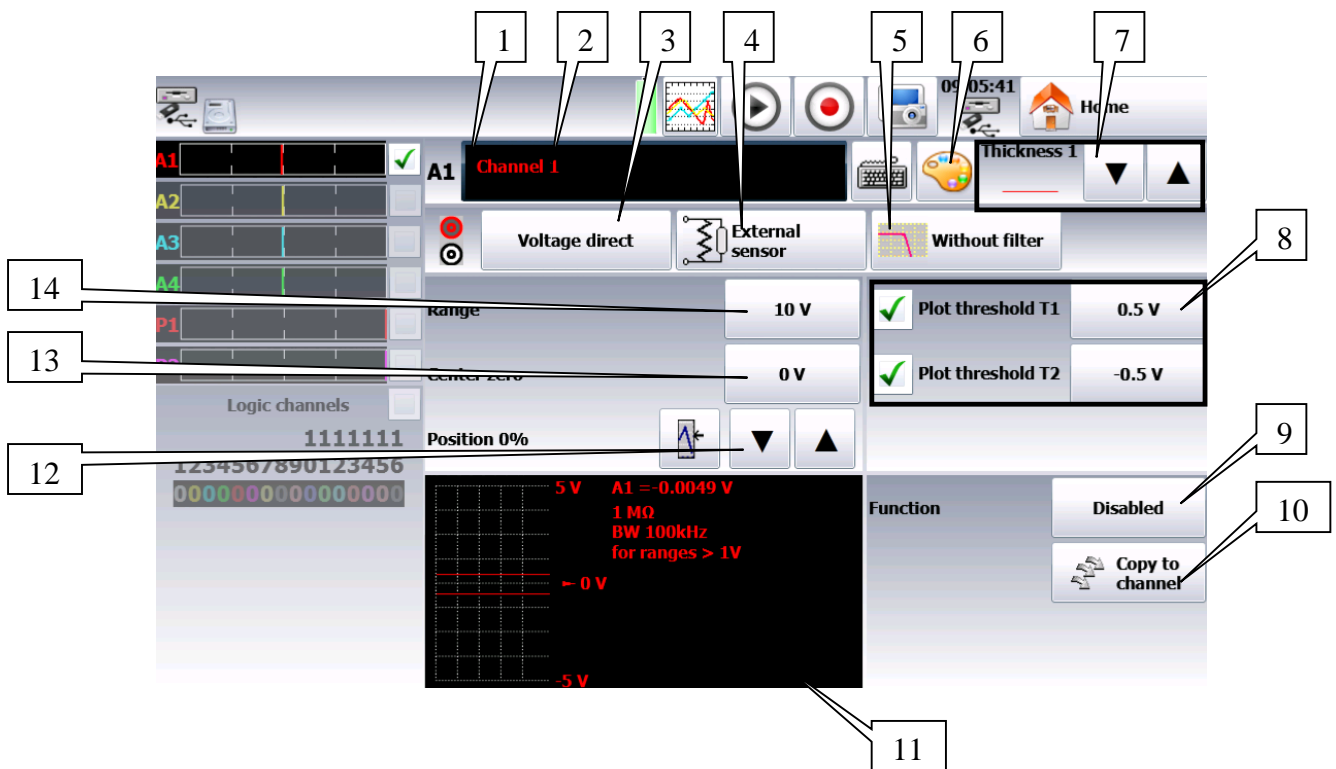 1 2 3 4 5 6 7
09:05:41
Home
A1
A1 Channel 1
Thickness 1
A2
Voltage direct
External sensor
Without filter
A3
8
A4
14
Range
10 V
Plot threshold T1
0.5 V
P1
13
Center zero
0 V
Plot threshold T2
-0.5 V
Logic channels
9
1111111
Position 0%
12
1234567890123456
0000000000000000
5 V
A1 =-0.0049 V
1 MΩ
BW 100kHz
for ranges > 1V
0 V
-5 V
Function
Disabled
10
Copy to
channel
11